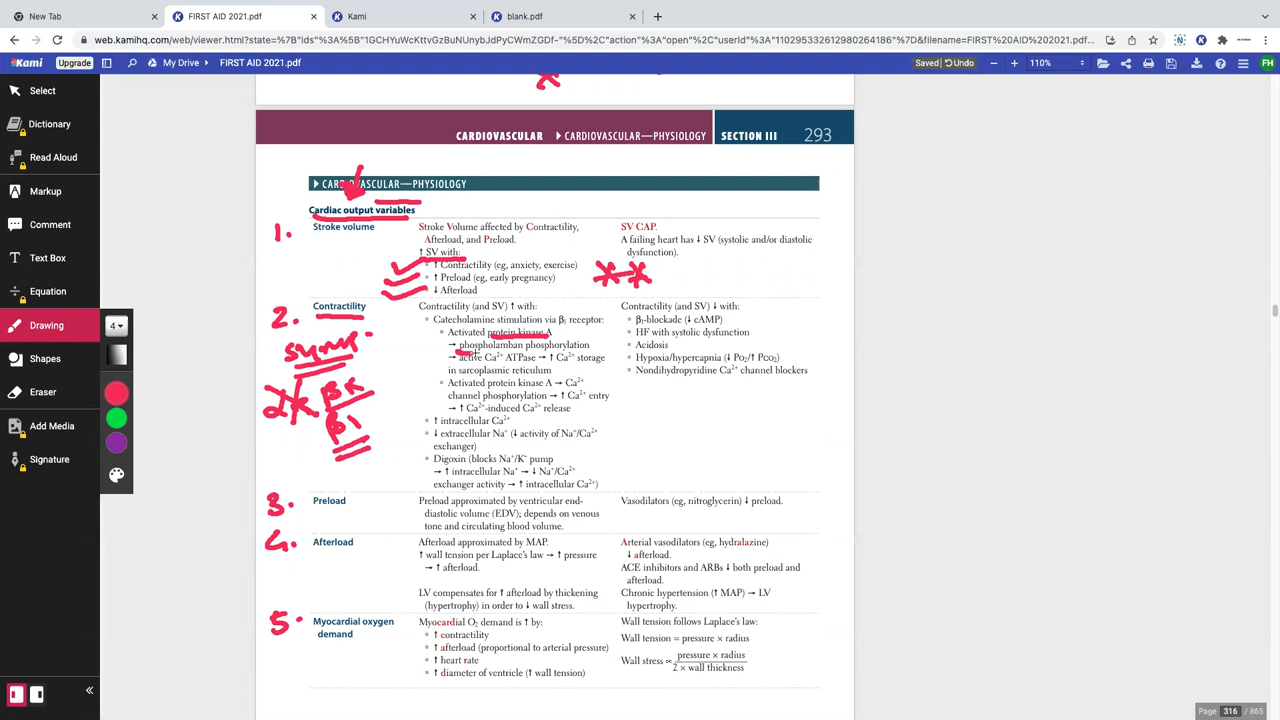 New Tab
FIRST AID 2021.pdf
Kami
blank.pdf
web.kamihq.com/web/viewer.html?state=%7B"ids"%3A%5B"1GCHYuWcKttvGzBuNUnybJdPyCWmZGDf-"%5D%2C"action"%3A"open"%2C"userId"%3A"110295332612980264186"%7D&filename=FIRST%20AID%202021.pdf...
Kami
Upgrade
My Drive
FIRST AID 2021.pdf
Saved
Undo
110%
FH
Select
Dictionary
Read Aloud
Markup
Comment
Text Box
Equation
Drawing
Shapes
Eraser
Add Media
Signature
4
CARDIOVASCULAR CARDIOVASCULAR—PHYSIOLOGY SECTION III 293
CARDIOVASCULAR—PHYSIOLOGY
Cardiac output variables
1.
Stroke volume
Stroke Volume affected by Contractility,
Afterload, and Preload.
↑ SV with:
▪ ↑ Contractility (eg, anxiety, exercise)
▪ ↑ Preload (eg, early pregnancy)
▪ ↓ Afterload
SV CAP.
A failing heart has ↓ SV (systolic and/or diastolic
dysfunction).
2.
Contractility
Contractility (and SV) ↑ with:
▪ Catecholamine stimulation via β1 receptor:
▪ Activated protein kinase A
→ phospholamban phosphorylation
→ active Ca2+ ATPase → ↑ Ca2+ storage
in sarcoplasmic reticulum
▪ Activated protein kinase A → Ca2+
channel phosphorylation → ↑ Ca2+ entry
→ ↑ Ca2+-induced Ca2+ release
▪ ↑ intracellular Ca2+
▪ ↓ extracellular Na+ (↓ activity of Na+/Ca2+
exchanger)
▪ Digoxin (blocks Na+/K+ pump
→ ↑ intracellular Na+ → ↓ Na+/Ca2+
exchanger activity → ↑ intracellular Ca2+)
Contractility (and SV) ↓ with:
▪ β1-blockade (↓ cAMP)
▪ HF with systolic dysfunction
▪ Acidosis
▪ Hypoxia/hypercapnia (↓ PO2/↑ PCO2)
▪ Nondihydropyridine Ca2+ channel blockers
β1
3.
Preload
Preload approximated by ventricular end-
diastolic volume (EDV); depends on venous
tone and circulating blood volume.
Vasodilators (eg, nitroglycerin) ↓ preload.
4.
Afterload
Afterload approximated by MAP.
↑ wall tension per Laplace's law → ↑ pressure
→ ↑ afterload.
LV compensates for ↑ afterload by thickening
(hypertrophy) in order to ↓ wall stress.
Arterial vasodilators (eg, hydralazine)
↓ afterload.
ACE inhibitors and ARBs ↓ both preload and
afterload.
Chronic hypertension (↑ MAP) → LV
hypertrophy.
5.
Myocardial oxygen
demand
Myocardial O2 demand is ↑ by:
▪ ↑ contractility
▪ ↑ afterload (proportional to arterial pressure)
▪ ↑ heart rate
▪ ↑ diameter of ventricle (↑ wall tension)
Wall tension follows Laplace's law:
Wall tension = pressure × radius
Wall stress ∝ pressure × radius
2 × wall thickness
Page 316 / 865